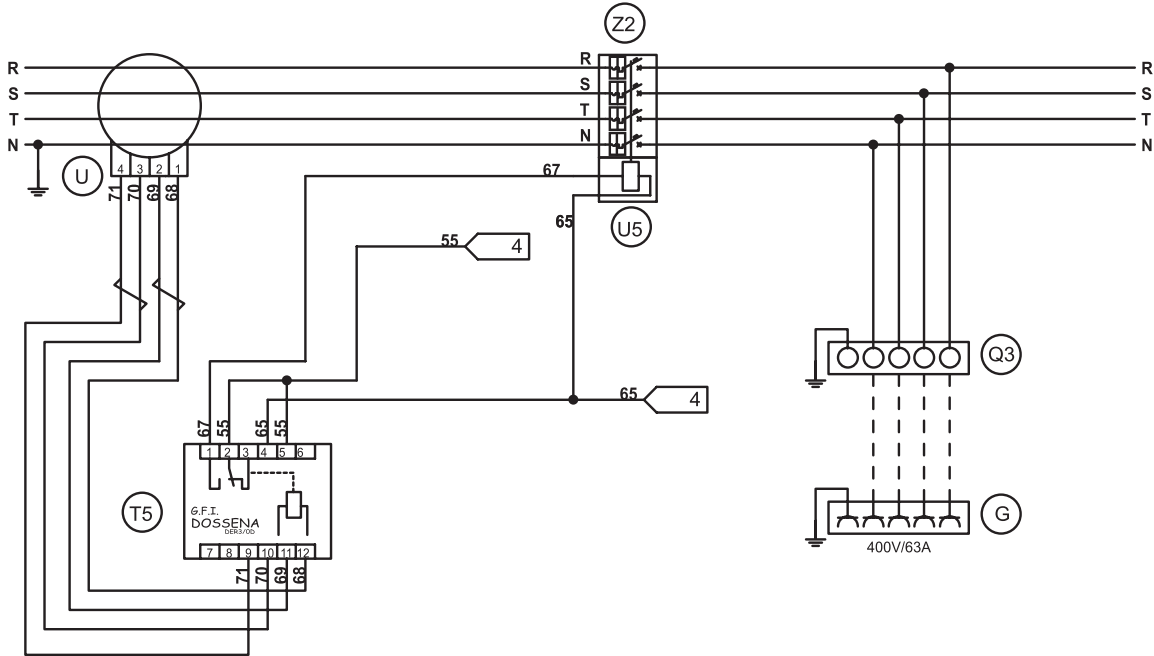 Z2
R R R
S S S
T T T
N N N
U 4 3 2 1
71 70 69 68
67
65
U5
55 4
Q3
65 4
67 55 65 55
1 2 3 4 5 6
T5
G.F.I.
DOSSENA
DER3/0D
G
400V/63A
7 8 9 10 11 12
71 70 69 68